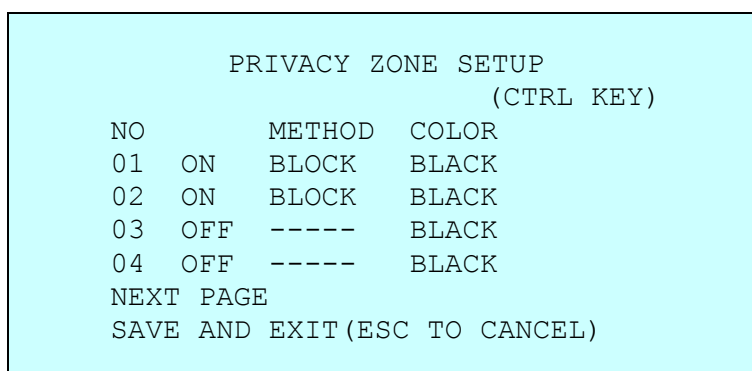 PRIVACY ZONE SETUP
(CTRL KEY)
NO METHOD COLOR
01 ON BLOCK BLACK
02 ON BLOCK BLACK
03 OFF ----- BLACK
04 OFF ----- BLACK
NEXT PAGE
SAVE AND EXIT(ESC TO CANCEL)